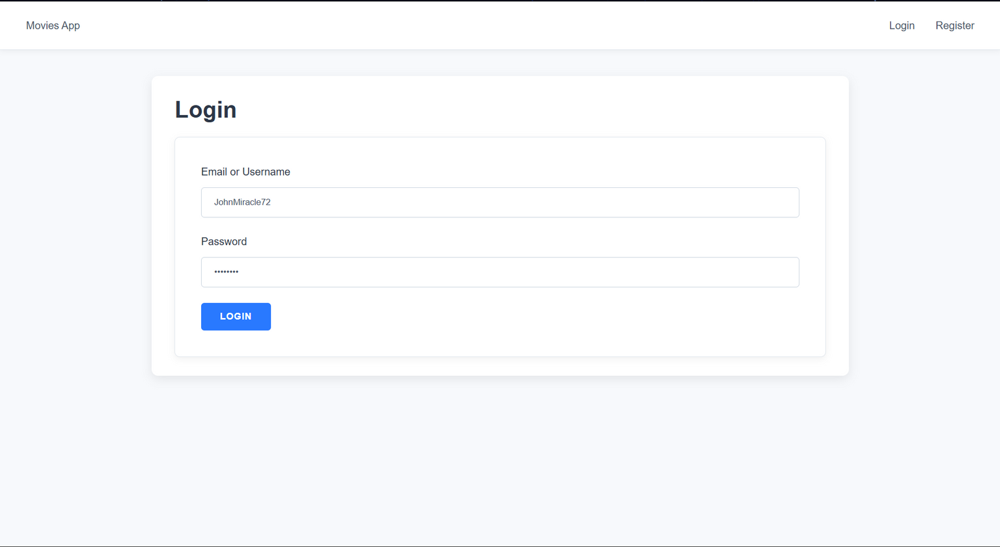 Movies App Login Register
Login
Email or Username
JohnMiracle72
Password
••••••••
LOGIN